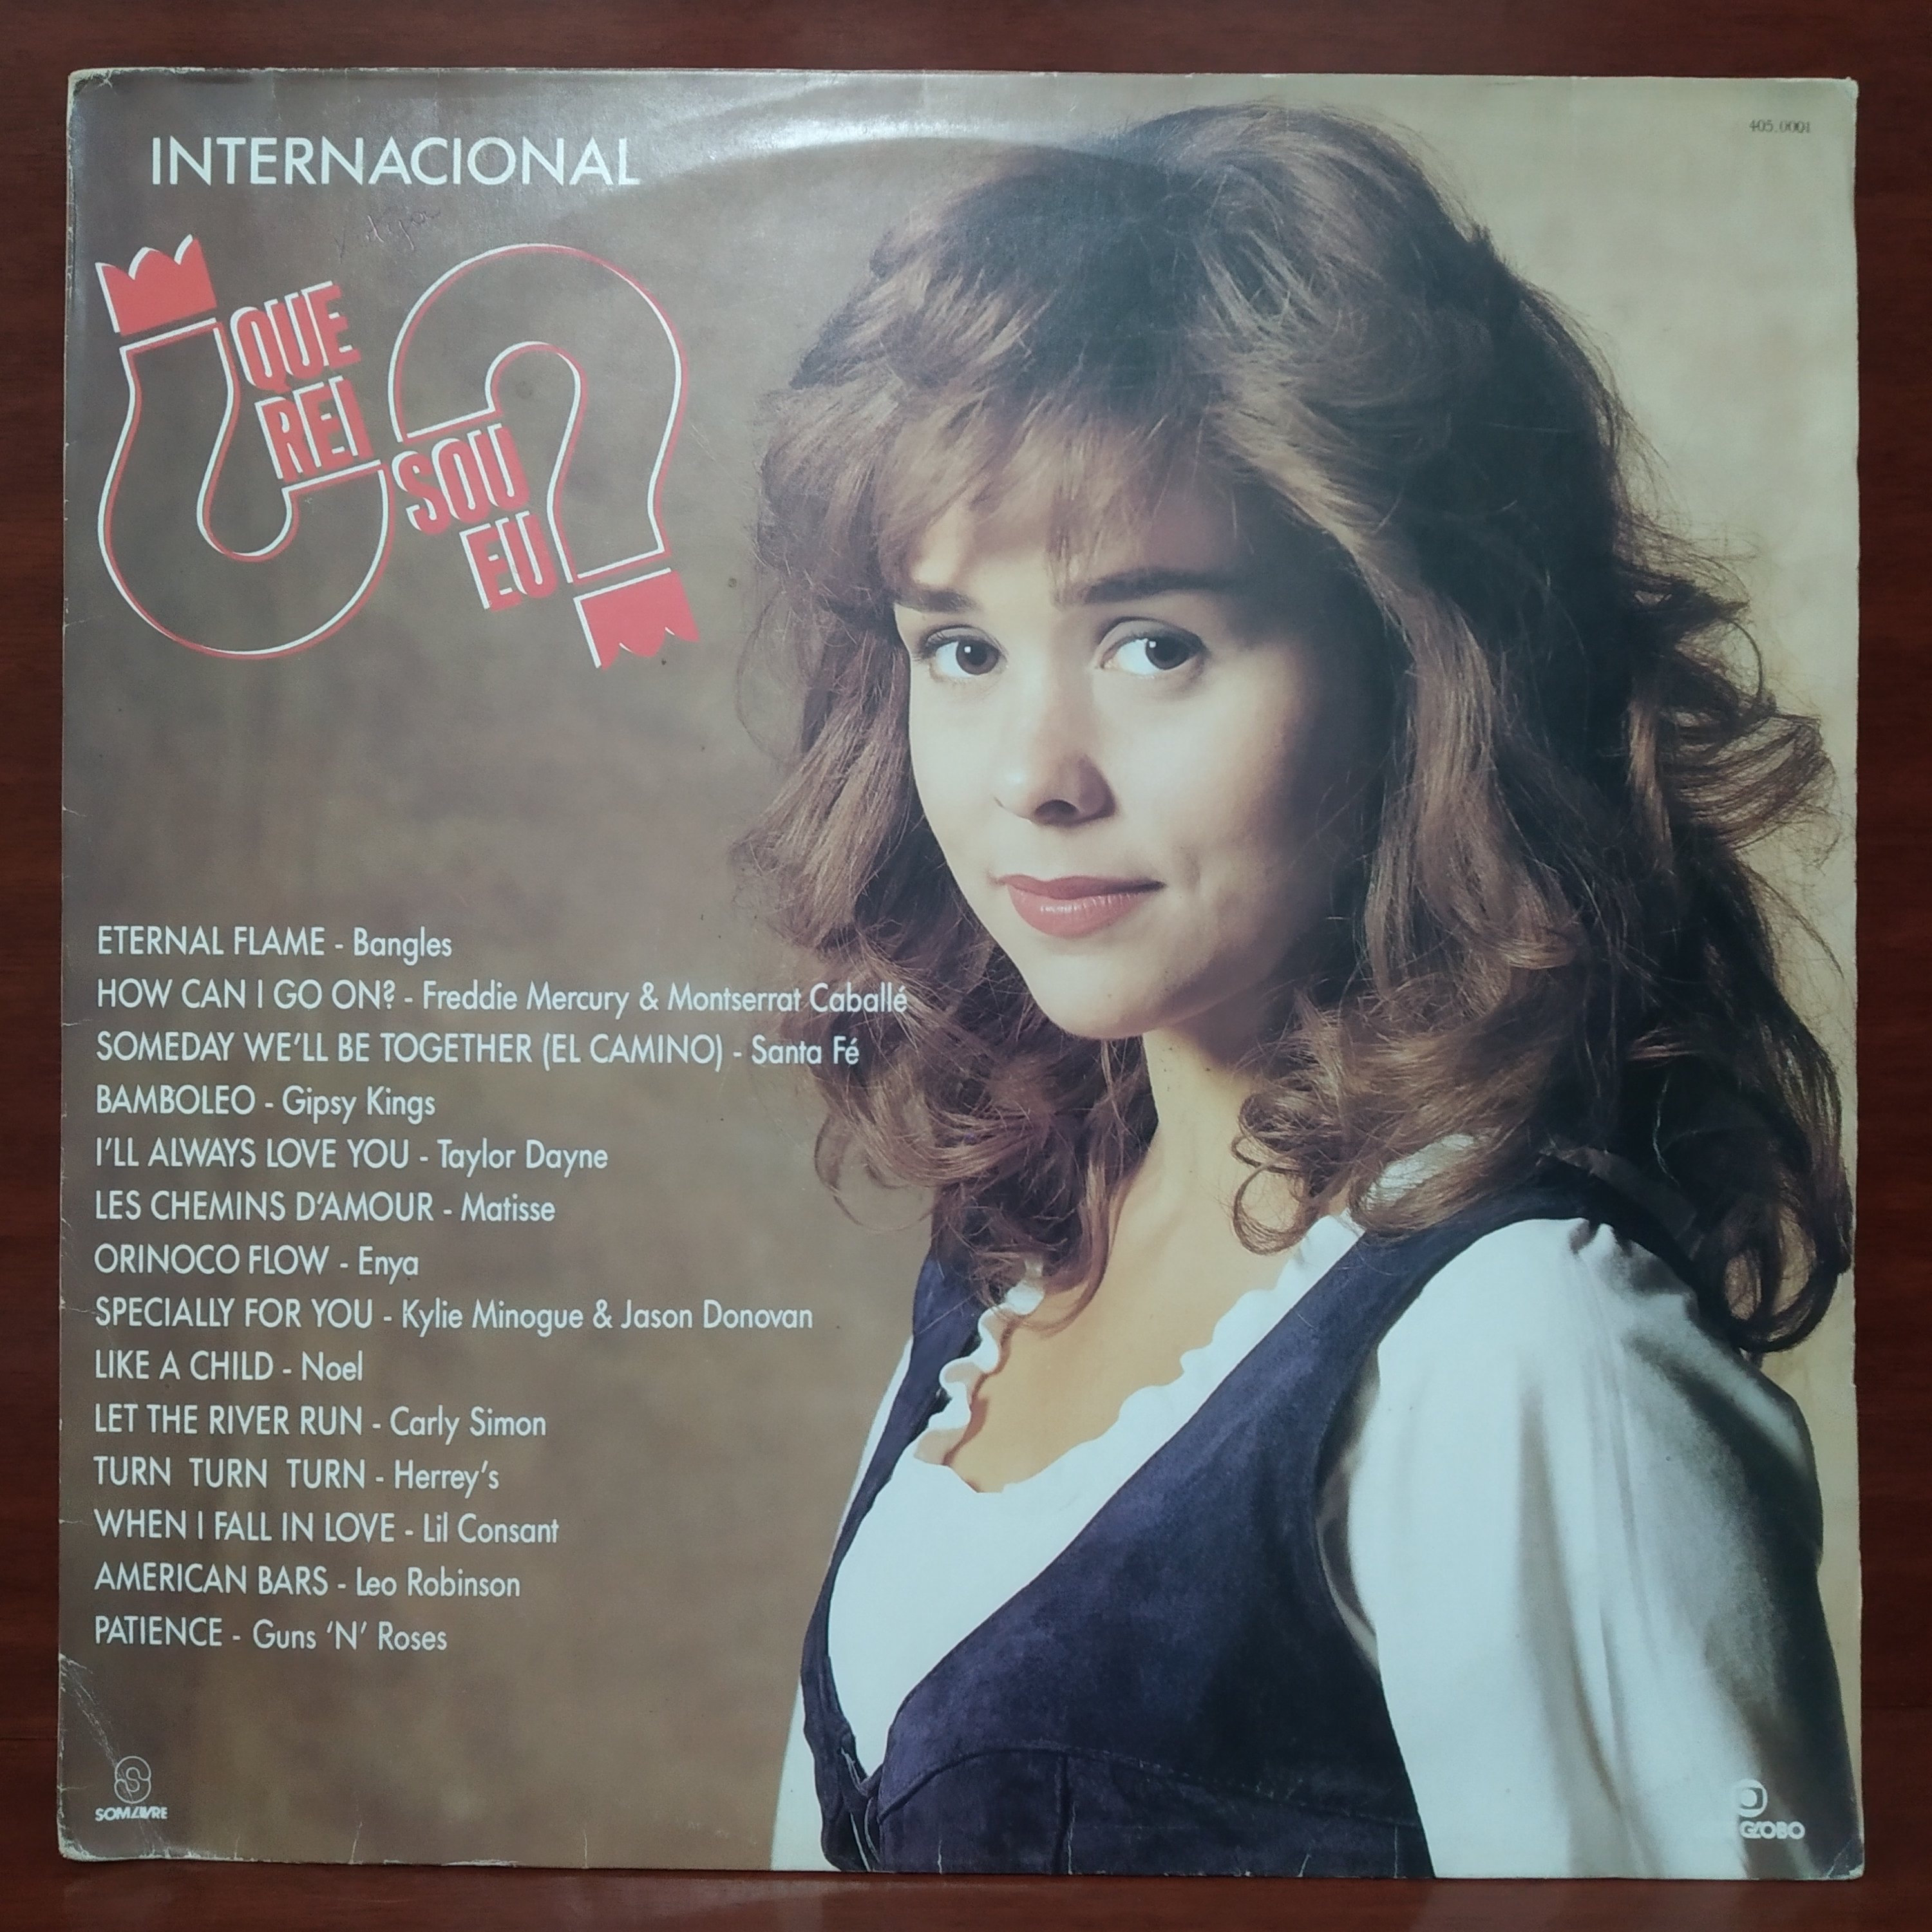 INTERNACIONAL
405.0001
¿QUE
REI
SOU
EU?
ETERNAL FLAME - Bangles
HOW CAN I GO ON? - Freddie Mercury & Montserrat Caballé
SOMEDAY WE'LL BE TOGETHER (EL CAMINO) - Santa Fé
BAMBOLEO - Gipsy Kings
I'LL ALWAYS LOVE YOU - Taylor Dayne
LES CHEMINS D'AMOUR - Matisse
ORINOCO FLOW - Enya
SPECIALLY FOR YOU - Kylie Minogue & Jason Donovan
LIKE A CHILD - Noel
LET THE RIVER RUN - Carly Simon
TURN TURN TURN - Herrey's
WHEN I FALL IN LOVE - Lil Consant
AMERICAN BARS - Leo Robinson
PATIENCE - Guns 'N' Roses
SOM LIVRE
GLOBO